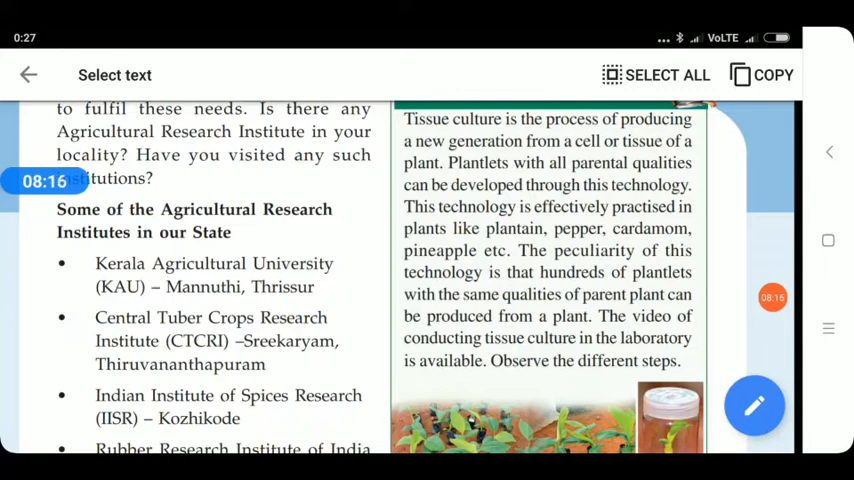 0:27
... VoLTE
Select text
SELECT ALL
COPY
to fulfil these needs. Is there any
Agricultural Research Institute in your
locality? Have you visited any such
institutions?
08:16
Some of the Agricultural Research
Institutes in our State
• Kerala Agricultural University
(KAU) – Mannuthi, Thrissur
• Central Tuber Crops Research
Institute (CTCRI) –Sreekaryam,
Thiruvananthapuram
• Indian Institute of Spices Research
(IISR) – Kozhikode
• Rubber Research Institute of India
Tissue culture is the process of producing
a new generation from a cell or tissue of a
plant. Plantlets with all parental qualities
can be developed through this technology.
This technology is effectively practised in
plants like plantain, pepper, cardamom,
pineapple etc. The peculiarity of this
technology is that hundreds of plantlets
with the same qualities of parent plant can
be produced from a plant. The video of
conducting tissue culture in the laboratory
is available. Observe the different steps.
08:16